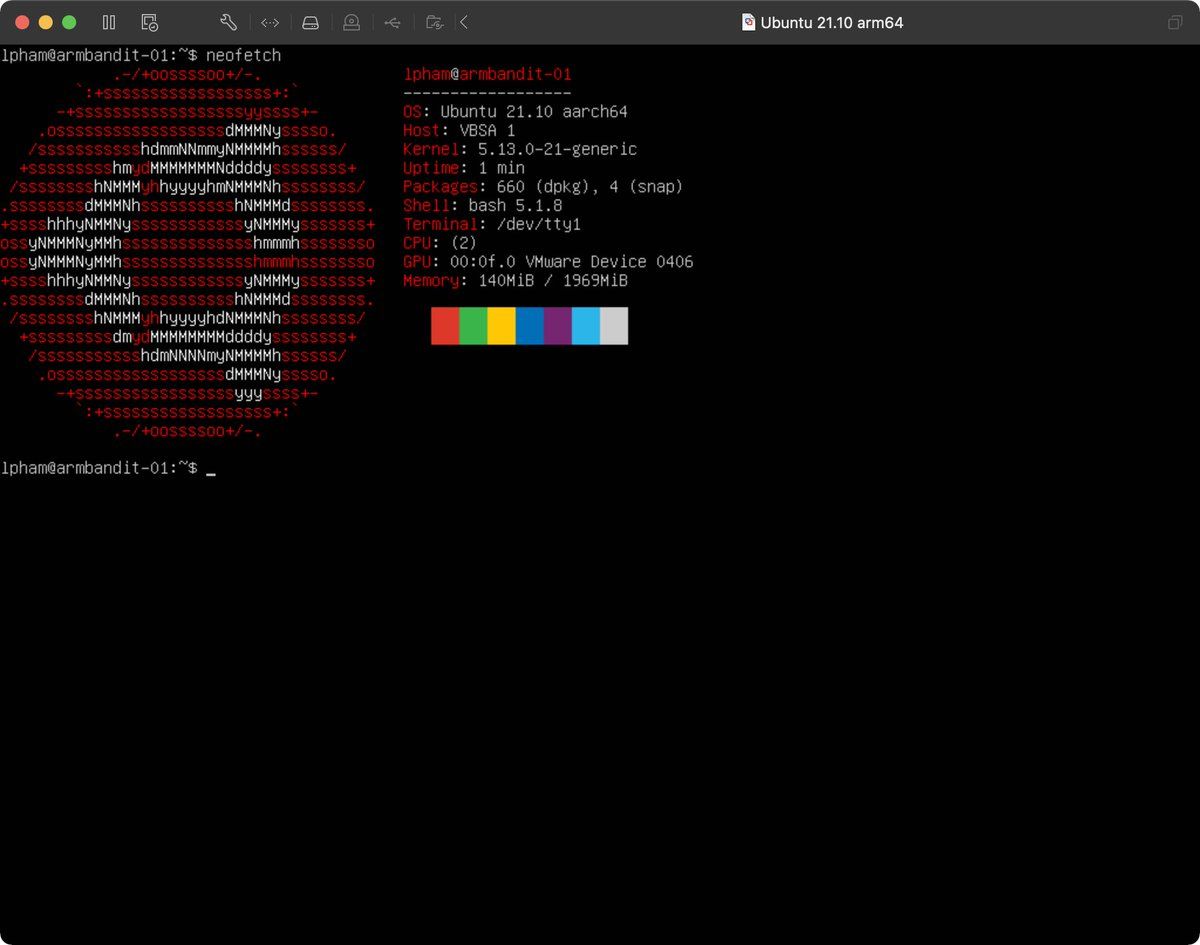 Ubuntu 21.10 arm64
lpham@armbandit-01:~$ neofetch
.-/+oossssoo+/-. lpham@armbandit-01
`:+ssssssssssssssssss+:` ------------------
-+ssssssssssssssssssyyssss+- OS: Ubuntu 21.10 aarch64
.ossssssssssssssssssdMMMNysssso. Host: VBSA 1
/ssssssssssshdmmNNmmyNMMMMhssssss/ Kernel: 5.13.0-21-generic
+ssssssssshmydMMMMMMMNddddyssssssss+ Uptime: 1 min
/sssssssshNMMMyhhyyyyhmNMMMNhssssssss/ Packages: 660 (dpkg), 4 (snap)
.ssssssssdMMMNhsssssssssshNMMMdssssssss. Shell: bash 5.1.8
+sssshhhyNMMNyssssssssssssyNMMMysssssss+ Terminal: /dev/tty1
ossyNMMMNyMMhsssssssssssssshmmmhssssssso CPU: (2)
ossyNMMMNyMMhsssssssssssssshmmmhssssssso GPU: 00:0f.0 VMware Device 0406
+sssshhhyNMMNyssssssssssssyNMMMysssssss+ Memory: 140MiB / 1969MiB
.ssssssssdMMMNhsssssssssshNMMMdssssssss.
/sssssssshNMMMyhhyyyyhdNMMMNhssssssss/
+sssssssssdmydMMMMMMMMddddyssssssss+
/ssssssssssshdmNNNNmyNMMMMhssssss/
.ossssssssssssssssssdMMMNysssso.
-+sssssssssssssssssyyyssss+-
`:+ssssssssssssssssss+:`
.-/+oossssoo+/-.
lpham@armbandit-01:~$ _